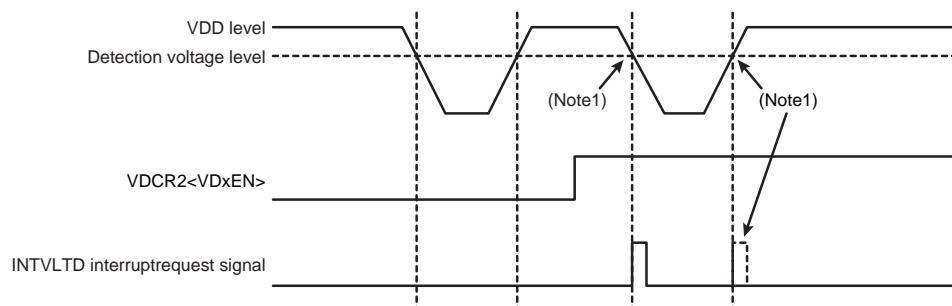 VDD level
Detection voltage level
(Note1) (Note1)
VDCR2<VDxEN>
INTVLTD interruptrequest signal